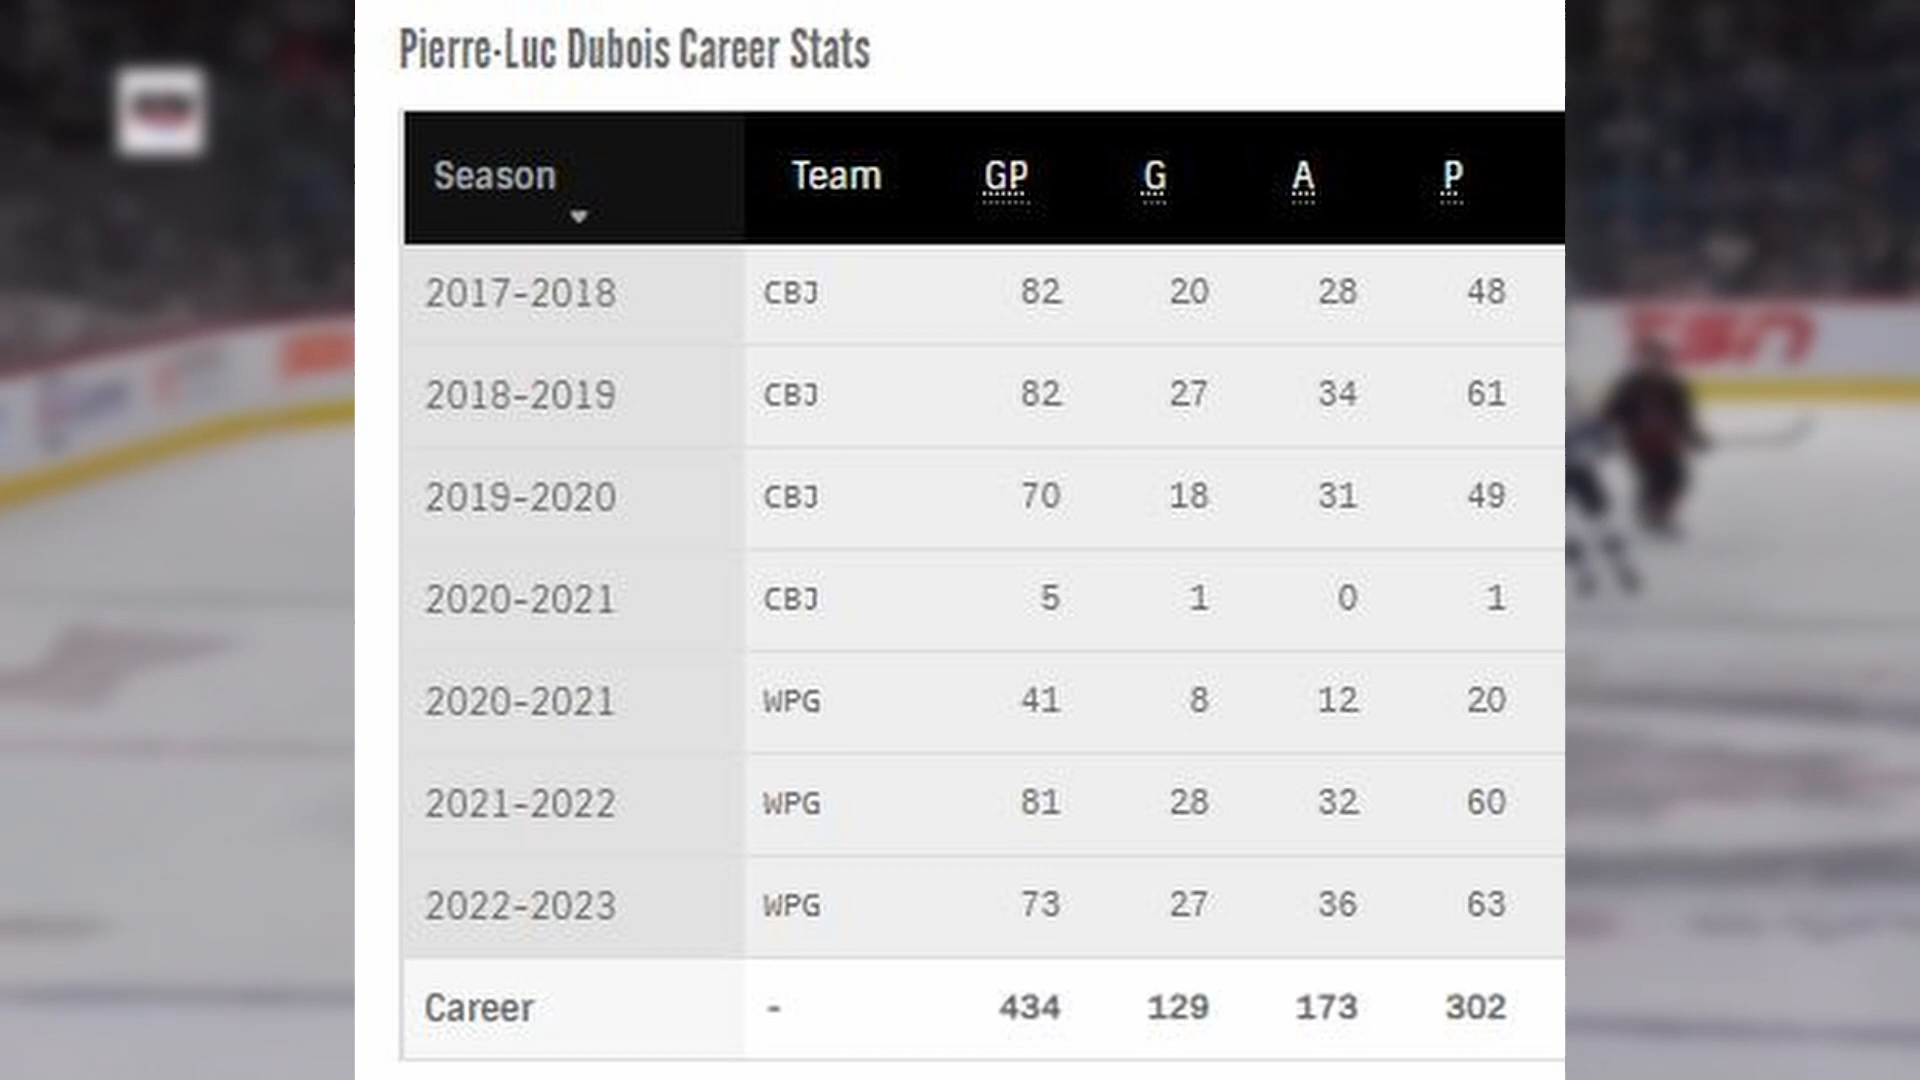 Pierre-Luc Dubois Career Stats
Season Team GP G A P
2017-2018 CBJ 82 20 28 48
2018-2019 CBJ 82 27 34 61
2019-2020 CBJ 70 18 31 49
2020-2021 CBJ 5 1 0 1
2020-2021 WPG 41 8 12 20
2021-2022 WPG 81 28 32 60
2022-2023 WPG 73 27 36 63
Career - 434 129 173 302
TSN